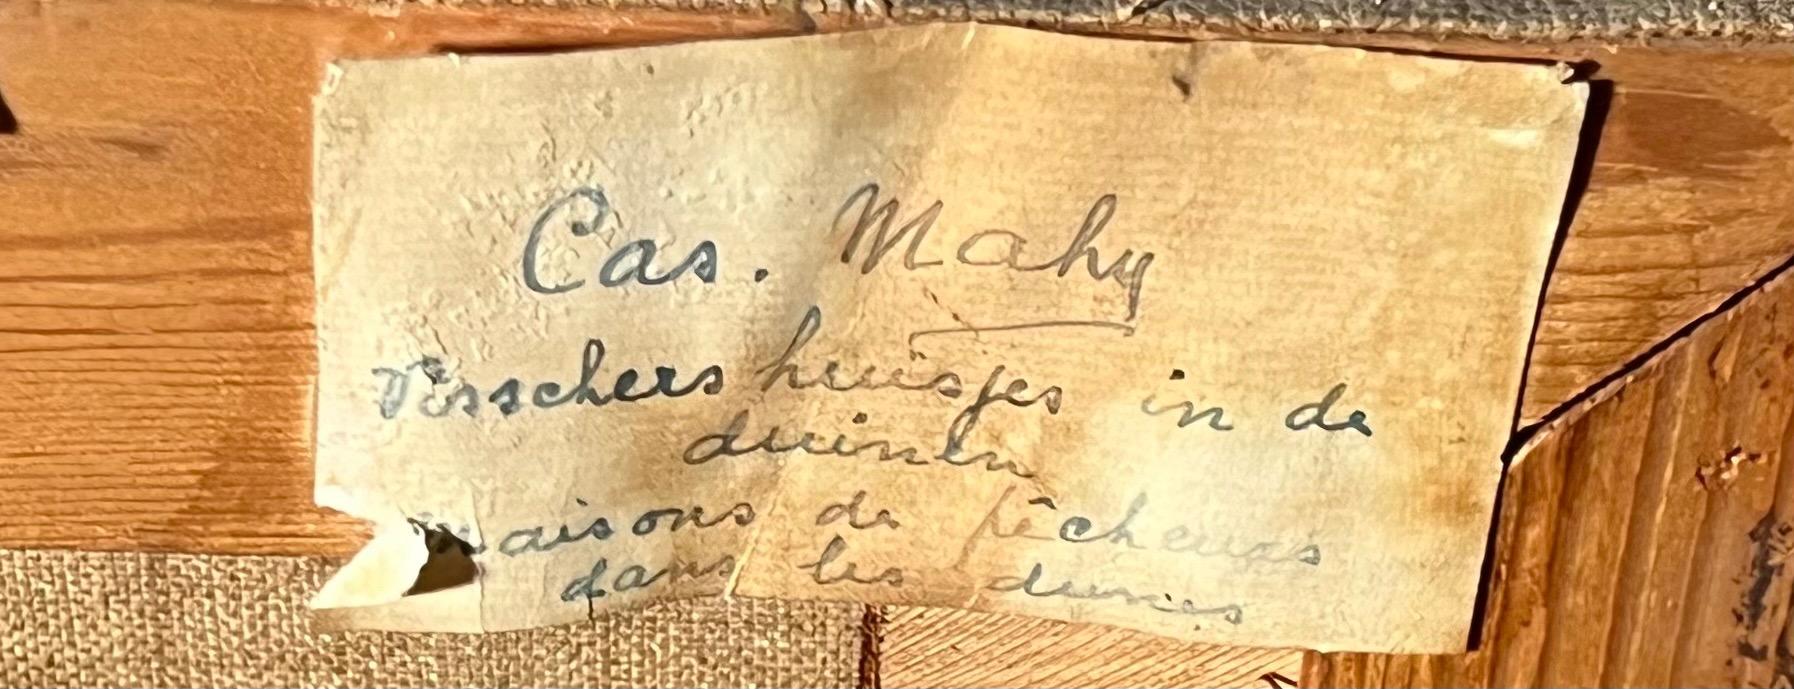 Cas. Mahy
Visschershuisjes in de
duinen
maisons de pêcheurs
dans les dunes